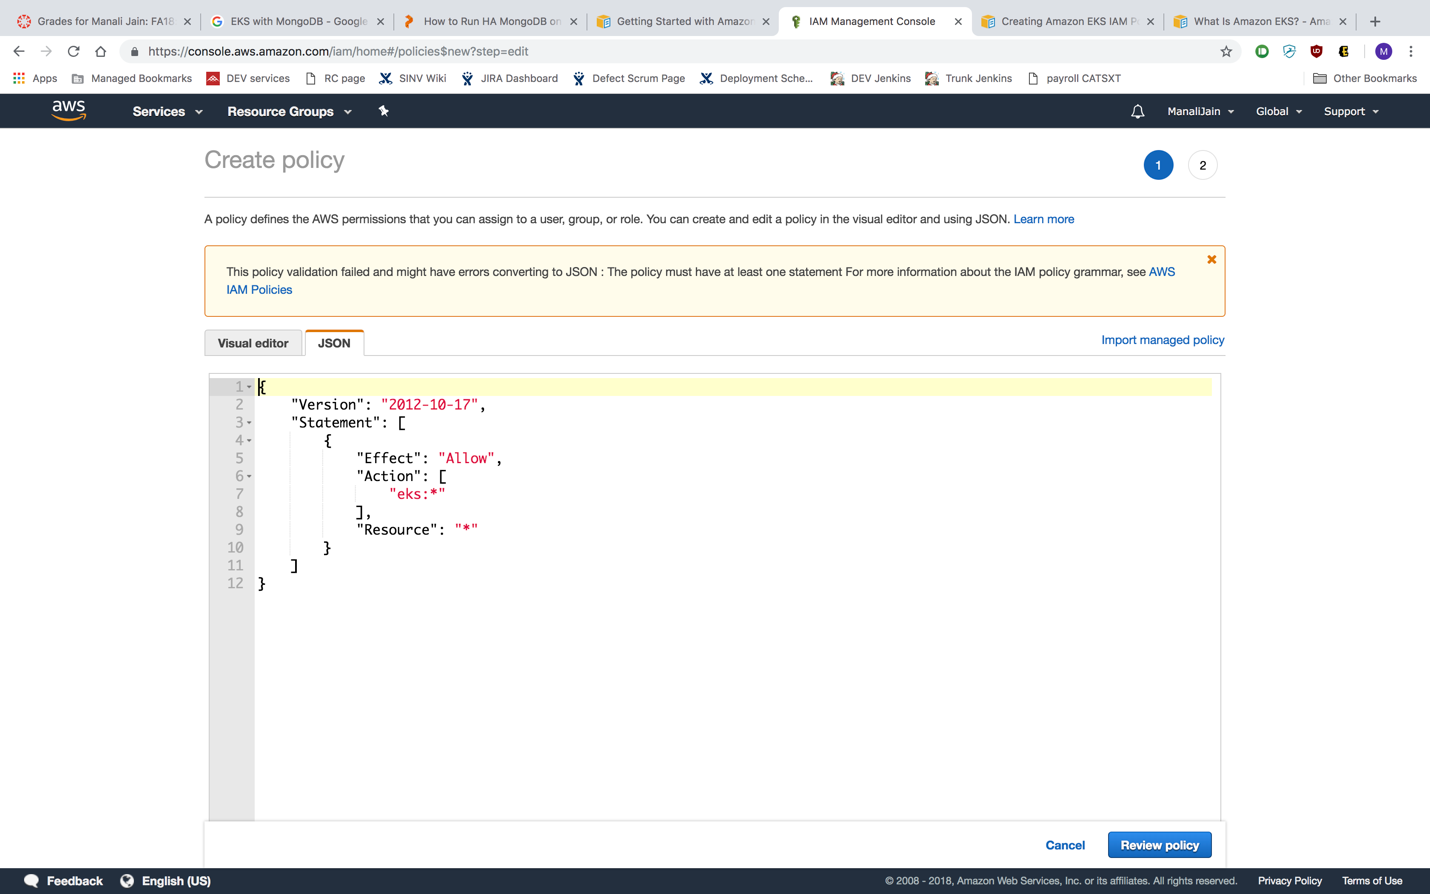 Grades for Manali Jain: FA18
EKS with MongoDB - Google
How to Run HA MongoDB on
Getting Started with Amazon
IAM Management Console
Creating Amazon EKS IAM P
What Is Amazon EKS? - Ama
https://console.aws.amazon.com/iam/home#/policies$new?step=edit
M
Apps
Managed Bookmarks
DEV services
RC page
SINV Wiki
JIRA Dashboard
Defect Scrum Page
Deployment Sche...
DEV Jenkins
Trunk Jenkins
payroll CATSXT
Other Bookmarks
aws
Services
Resource Groups
ManaliJain
Global
Support
Create policy
1
2
A policy defines the AWS permissions that you can assign to a user, group, or role. You can create and edit a policy in the visual editor and using JSON. Learn more
This policy validation failed and might have errors converting to JSON : The policy must have at least one statement For more information about the IAM policy grammar, see AWS
IAM Policies
Visual editor
JSON
Import managed policy
1 {
2 "Version": "2012-10-17",
3 "Statement": [
4 {
5 "Effect": "Allow",
6 "Action": [
7 "eks:*"
8 ],
9 "Resource": "*"
10 }
11 ]
12 }
Cancel
Review policy
Feedback
English (US)
© 2008 - 2018, Amazon Web Services, Inc. or its affiliates. All rights reserved.
Privacy Policy
Terms of Use